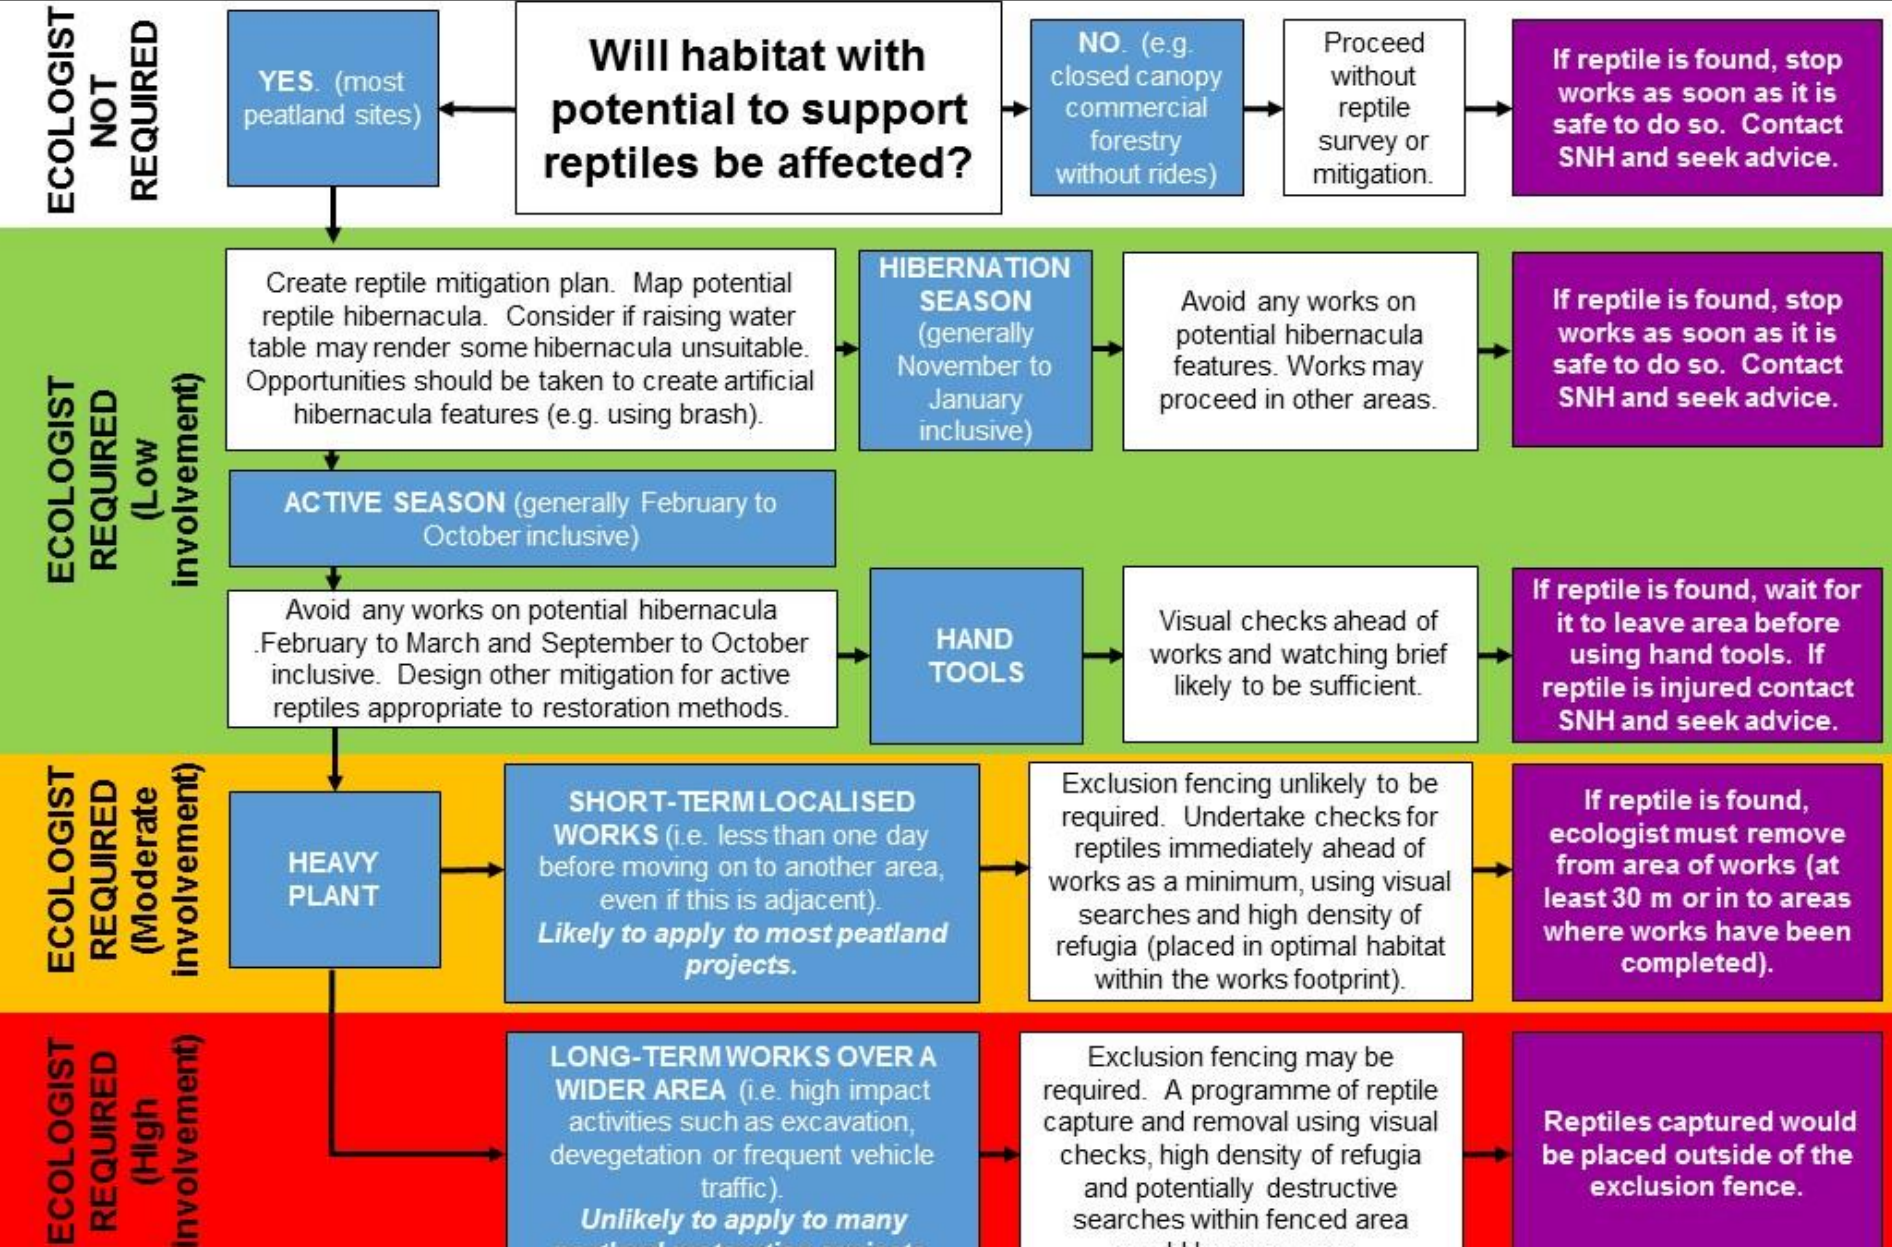 ECOLOGIST
NOT
REQUIRED
YES. (most
peatland sites)
Will habitat with
potential to support
reptiles be affected?
NO. (e.g.
closed canopy
commercial
forestry
without rides)
Proceed
without
reptile
survey or
mitigation.
If reptile is found, stop
works as soon as it is
safe to do so. Contact
SNH and seek advice.
ECOLOGIST
REQUIRED
(Low
involvement)
Create reptile mitigation plan. Map potential
reptile hibernacula. Consider if raising water
table may render some hibernacula unsuitable.
Opportunities should be taken to create artificial
hibernacula features (e.g. using brash).
HIBERNATION
SEASON
(generally
November to
January
inclusive)
Avoid any works on
potential hibernacula
features. Works may
proceed in other areas.
If reptile is found, stop
works as soon as it is
safe to do so. Contact
SNH and seek advice.
ACTIVE SEASON (generally February to
October inclusive)
Avoid any works on potential hibernacula
.February to March and September to October
inclusive. Design other mitigation for active
reptiles appropriate to restoration methods.
HAND
TOOLS
Visual checks ahead of
works and watching brief
likely to be sufficient.
If reptile is found, wait for
it to leave area before
using hand tools. If
reptile is injured contact
SNH and seek advice.
ECOLOGIST
REQUIRED
(Moderate
involvement)
HEAVY
PLANT
SHORT-TERM LOCALISED
WORKS (i.e. less than one day
before moving on to another area,
even if this is adjacent).
Likely to apply to most peatland
projects.
Exclusion fencing unlikely to be
required. Undertake checks for
reptiles immediately ahead of
works as a minimum, using visual
searches and high density of
refugia (placed in optimal habitat
within the works footprint).
If reptile is found,
ecologist must remove
from area of works (at
least 30 m or in to areas
where works have been
completed).
ECOLOGIST
REQUIRED
(High
involvement)
LONG-TERM WORKS OVER A
WIDER AREA (i.e. high impact
activities such as excavation,
devegetation or frequent vehicle
traffic).
Unlikely to apply to many
Exclusion fencing may be
required. A programme of reptile
capture and removal using visual
checks, high density of refugia
and potentially destructive
searches within fenced area
Reptiles captured would
be placed outside of the
exclusion fence.